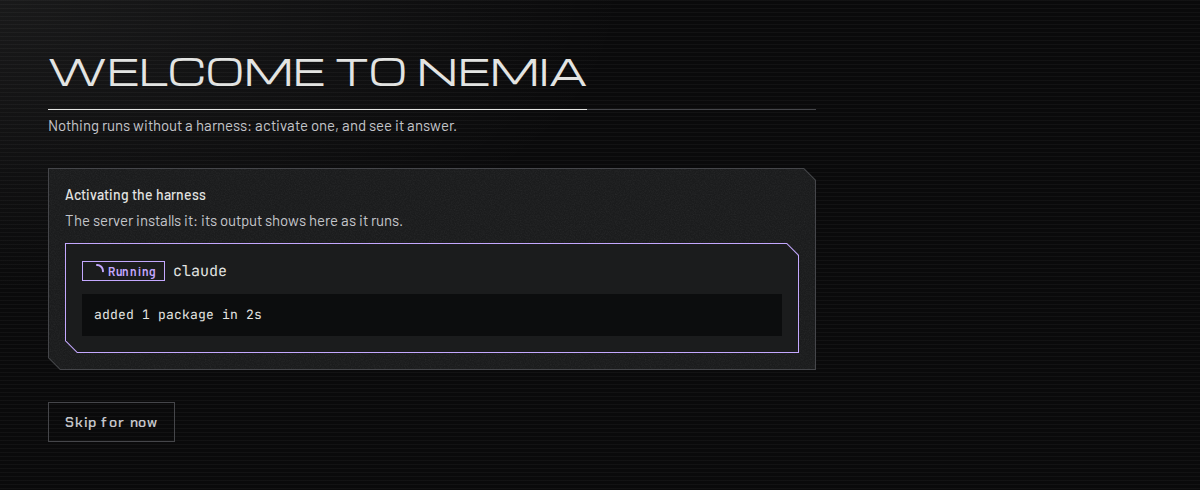 WELCOME TO NEMIA
Nothing runs without a harness: activate one, and see it answer.
Activating the harness
The server installs it: its output shows here as it runs.
Running claude
added 1 package in 2s
Skip for now